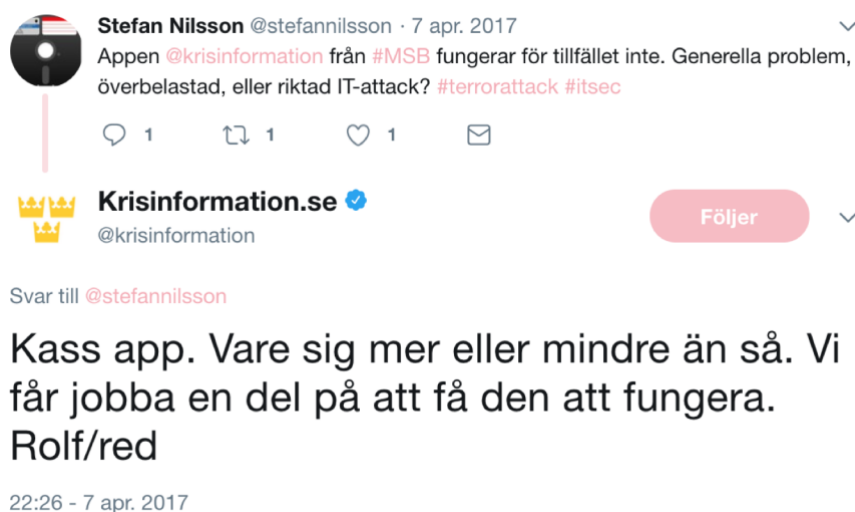 Stefan Nilsson @stefannilsson · 7 apr. 2017
Appen @krisinformation från #MSB fungerar för tillfället inte. Generella problem,
överbelastad, eller riktad IT-attack? #terrorattack #itsec
1 1 1
Krisinformation.se
@krisinformation
Följer
Svar till @stefannilsson
Kass app. Vare sig mer eller mindre än så. Vi
får jobba en del på att få den att fungera.
Rolf/red
22:26 - 7 apr. 2017